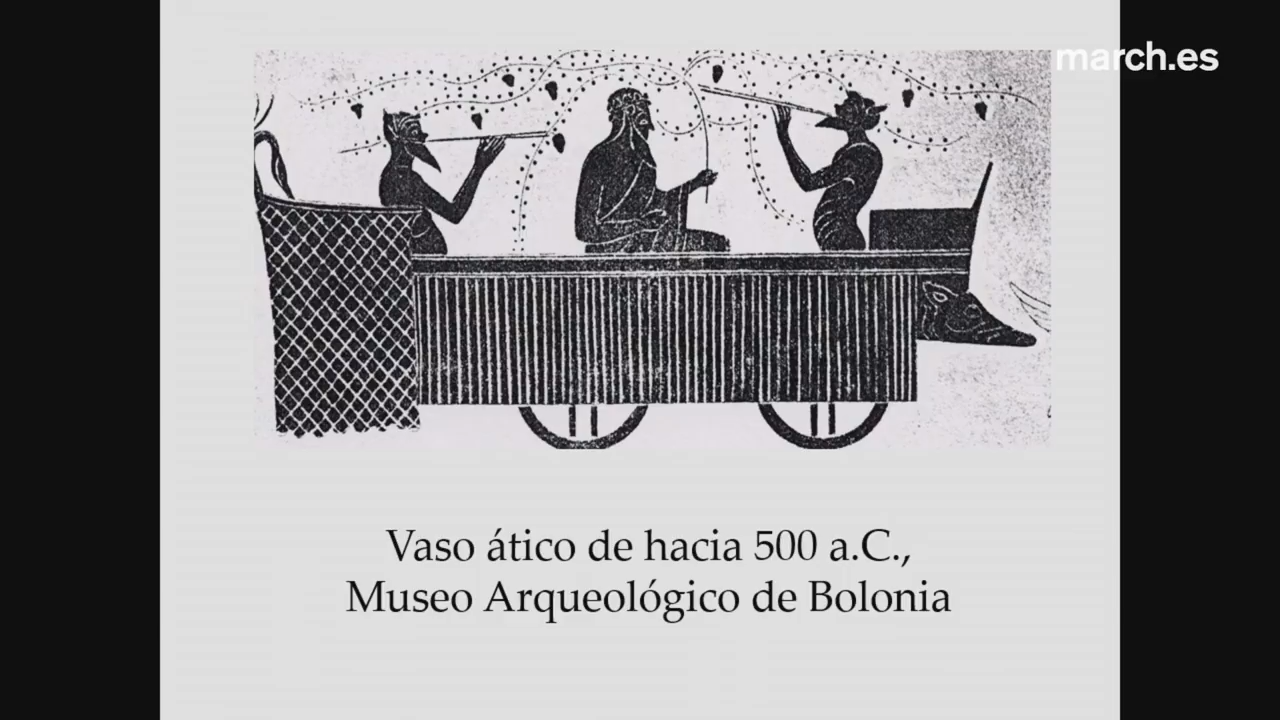 march.es
Vaso ático de hacia 500 a.C.,
Museo Arqueológico de Bolonia